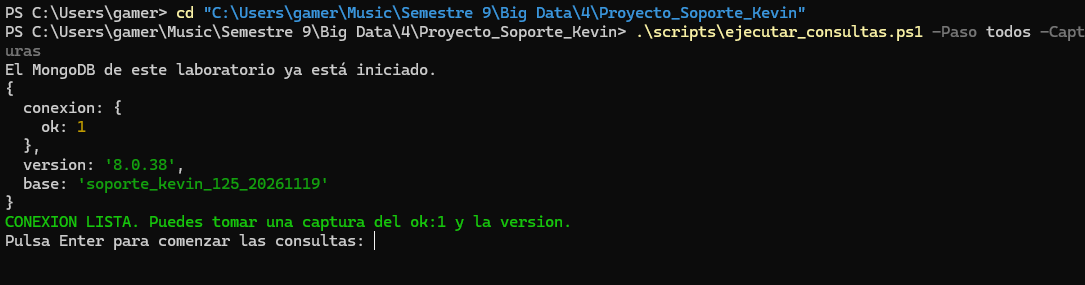 PS C:\Users\gamer> cd "C:\Users\gamer\Music\Semestre 9\Big Data\4\Proyecto_Soporte_Kevin"
PS C:\Users\gamer\Music\Semestre 9\Big Data\4\Proyecto_Soporte_Kevin> .\scripts\ejecutar_consultas.ps1 -Paso todos -Capt
uras
El MongoDB de este laboratorio ya está iniciado.
{
  conexion: {
    ok: 1
  },
  version: '8.0.38',
  base: 'soporte_kevin_125_20261119'
}
CONEXION LISTA. Puedes tomar una captura del ok:1 y la version.
Pulsa Enter para comenzar las consultas: